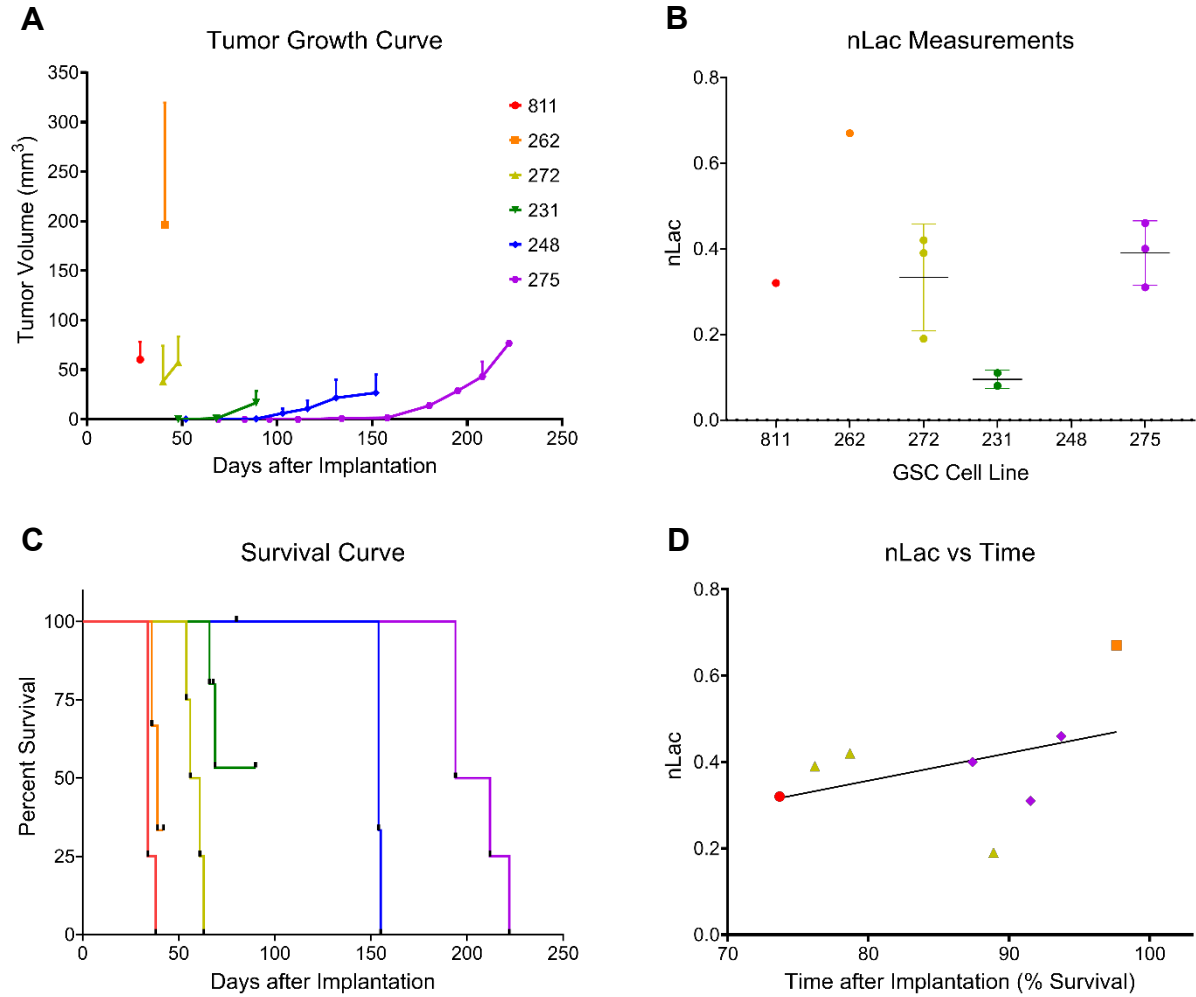 A
Tumor Growth Curve
Tumor Volume (mm³)
350
300
250
200
150
100
50
0
0 50 100 150 200 250
Days after Implantation
811
262
272
231
248
275
B
nLac Measurements
nLac
0.8
0.6
0.4
0.2
0.0
811 262 272 231 248 275
GSC Cell Line
C
Survival Curve
Percent Survival
100
75
50
25
0
0 50 100 150 200 250
Days after Implantation
D
nLac vs Time
nLac
0.8
0.6
0.4
0.2
0.0
70 80 90 100
Time after Implantation (% Survival)